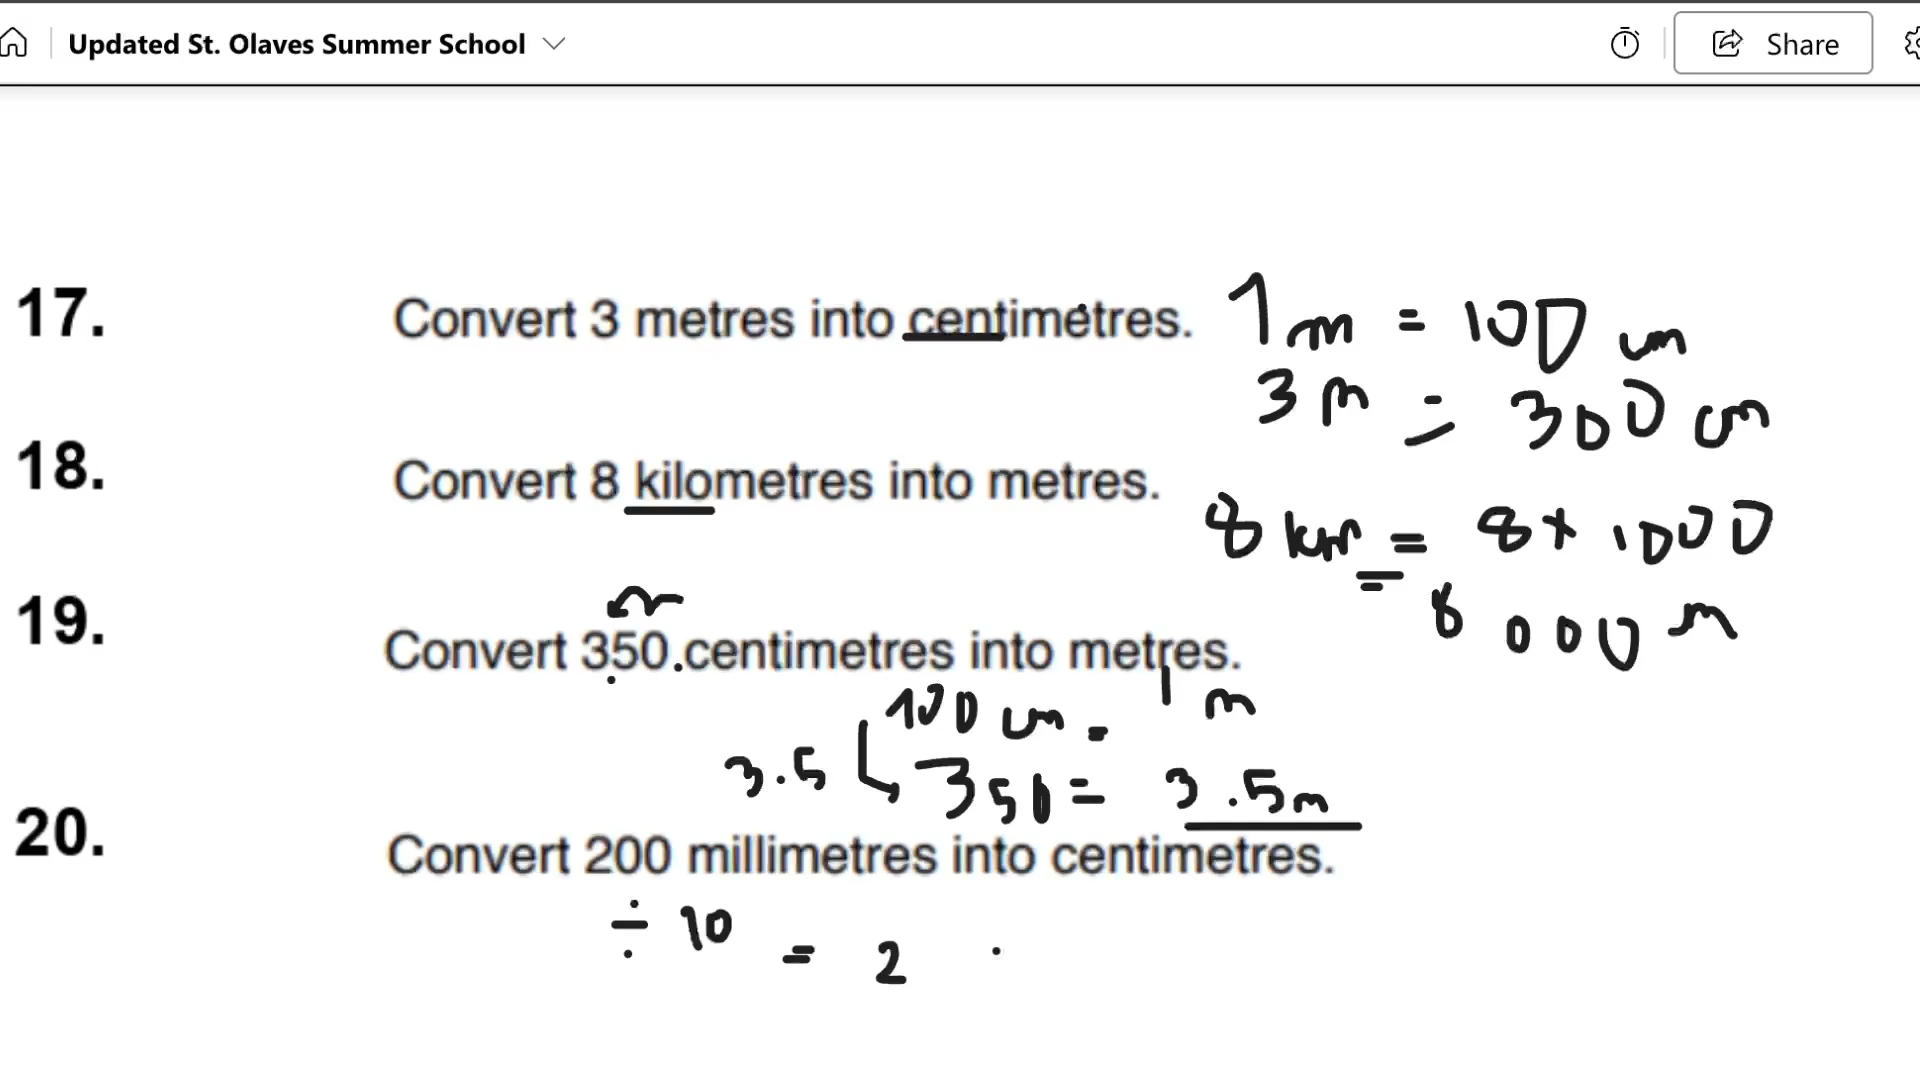 Updated St. Olaves Summer School
Share
17. Convert 3 metres into centimetres.
1m = 100 cm
3m = 300 cm
18. Convert 8 kilometres into metres.
8 km = 8 × 1000
8000 m
19. Convert 350.centimetres into metres.
100 cm = 1 m
3.5 350 = 3.5m
20. Convert 200 millimetres into centimetres.
÷ 10 = 2